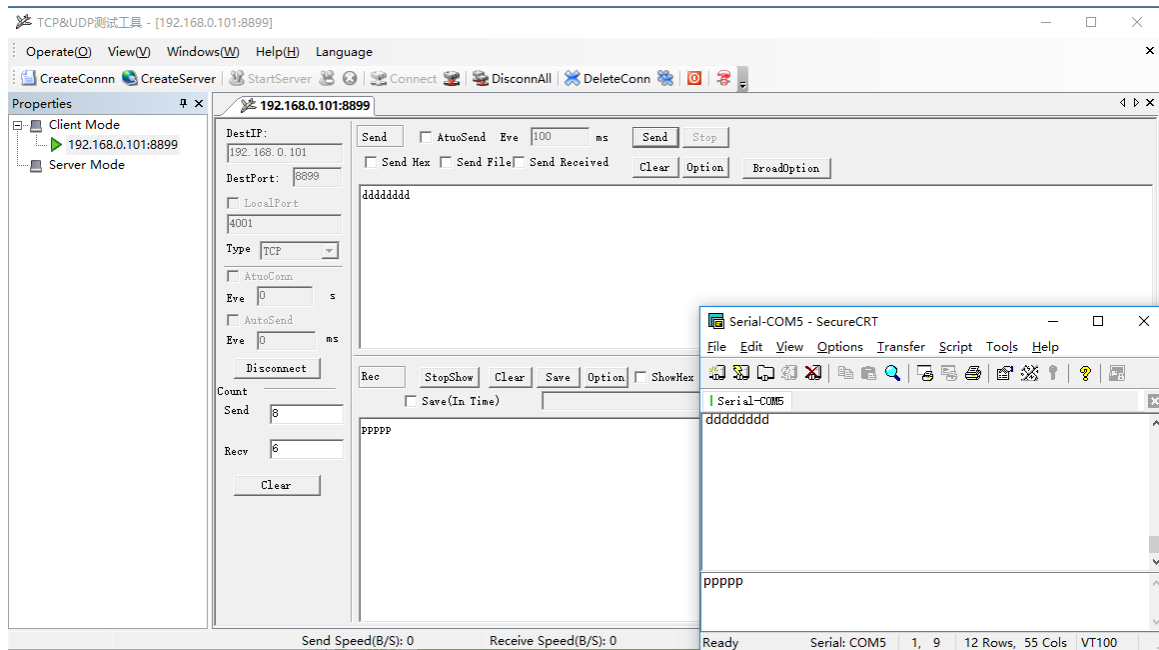 TCP&UDP测试工具 - [192.168.0.101:8899]
Operate(O) View(V) Windows(W) Help(H) Language
CreateConnn CreateServer StartServer Connect DisconnAll DeleteConn
Properties
192.168.0.101:8899
Client Mode
192.168.0.101:8899
Server Mode
DestIP:
192.168.0.101
DestPort: 8899
LocalPort
4001
Type TCP
AtuoConn
Eve 0 s
AutoSend
Eve 0 ms
Disconnect
Count
Send 8
Recv 6
Clear
Send AtuoSend Eve 100 ms Send Stop
Send Hex Send File Send Received Clear Option BroadOption
dddddddd
Rec StopShow Clear Save Option ShowHex
Save(In Time)
ppppp
Send Speed(B/S): 0 Receive Speed(B/S): 0
Serial-COM5 - SecureCRT
File Edit View Options Transfer Script Tools Help
Serial-COM5
dddddddd
ppppp
Ready Serial: COM5 1, 9 12 Rows, 55 Cols VT100